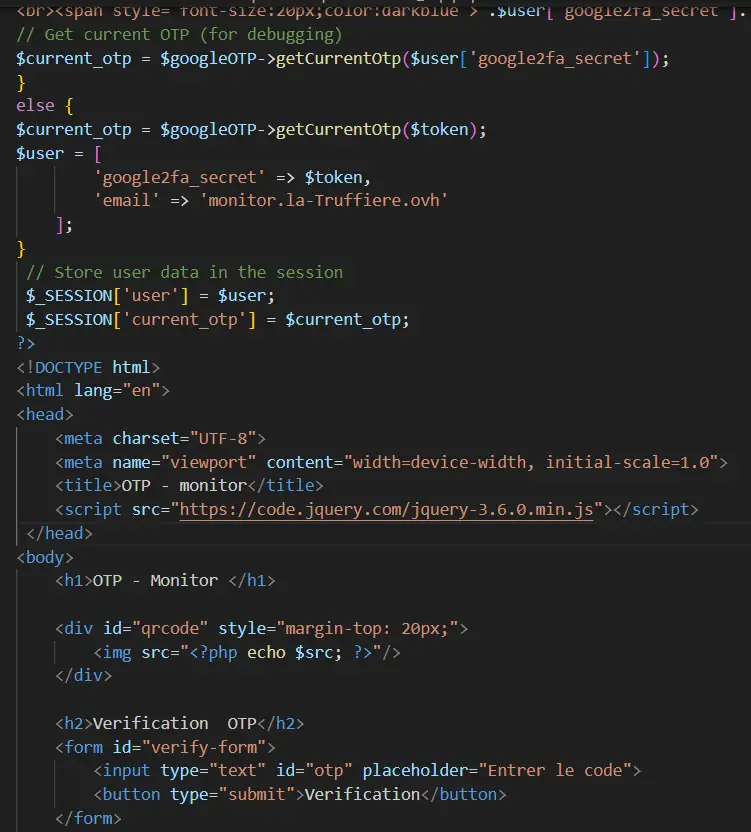 <br><span style="font-size:20px;color:darkblue">".$user['google2fa_secret'].
// Get current OTP (for debugging)
$current_otp = $googleOTP->getCurrentOtp($user['google2fa_secret']);
}
else {
$current_otp = $googleOTP->getCurrentOtp($token);
$user = [
'google2fa_secret' => $token,
'email' => 'monitor.la-Truffiere.ovh'
];
}
// Store user data in the session
$_SESSION['user'] = $user;
$_SESSION['current_otp'] = $current_otp;
?>
<!DOCTYPE html>
<html lang="en">
<head>
<meta charset="UTF-8">
<meta name="viewport" content="width=device-width, initial-scale=1.0">
<title>OTP - monitor</title>
<script src="https://code.jquery.com/jquery-3.6.0.min.js"></script>
</head>
<body>
<h1>OTP - Monitor </h1>
<div id="qrcode" style="margin-top: 20px;">
<img src="<?php echo $src; ?>"/>
</div>
<h2>Verification  OTP</h2>
<form id="verify-form">
<input type="text" id="otp" placeholder="Entrer le code">
<button type="submit">Verification</button>
</form>